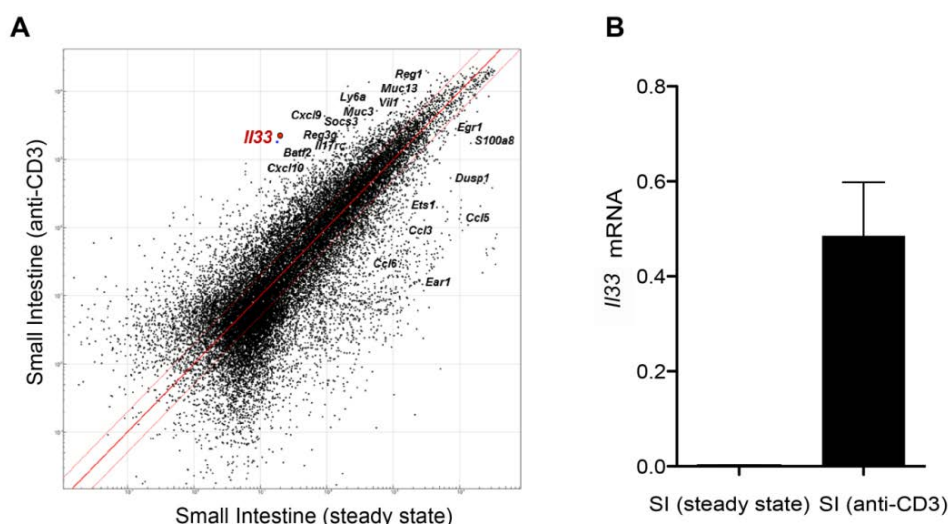 A
B
Reg1
Muc13
Ly6a
Vil1
Muc3
Cxcl9
Socs3
Egr1
Il33
Reg3g
S100a8
Il17rc
Batf2
Cxcl10
Dusp1
Ets1
Ccl5
Ccl3
Ccl6
Ear1
Small Intestine (anti-CD3)
Small Intestine (steady state)
Il33 mRNA
0.8
0.6
0.4
0.2
0.0
SI (steady state) SI (anti-CD3)